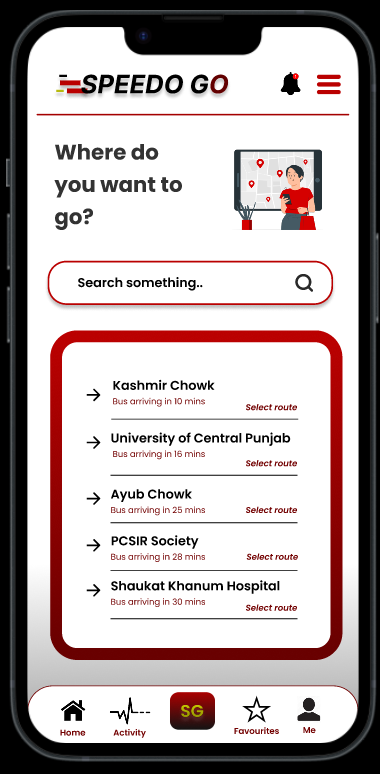 SPEEDO GO
Where do
you want to
go?
Search something..
Kashmir Chowk
Bus arriving in 10 mins
Select route
University of Central Punjab
Bus arriving in 16 mins
Select route
Ayub Chowk
Bus arriving in 25 mins
Select route
PCSIR Society
Bus arriving in 28 mins
Select route
Shaukat Khanum Hospital
Bus arriving in 30 mins
Select route
SG
Home
Activity
Favourites
Me